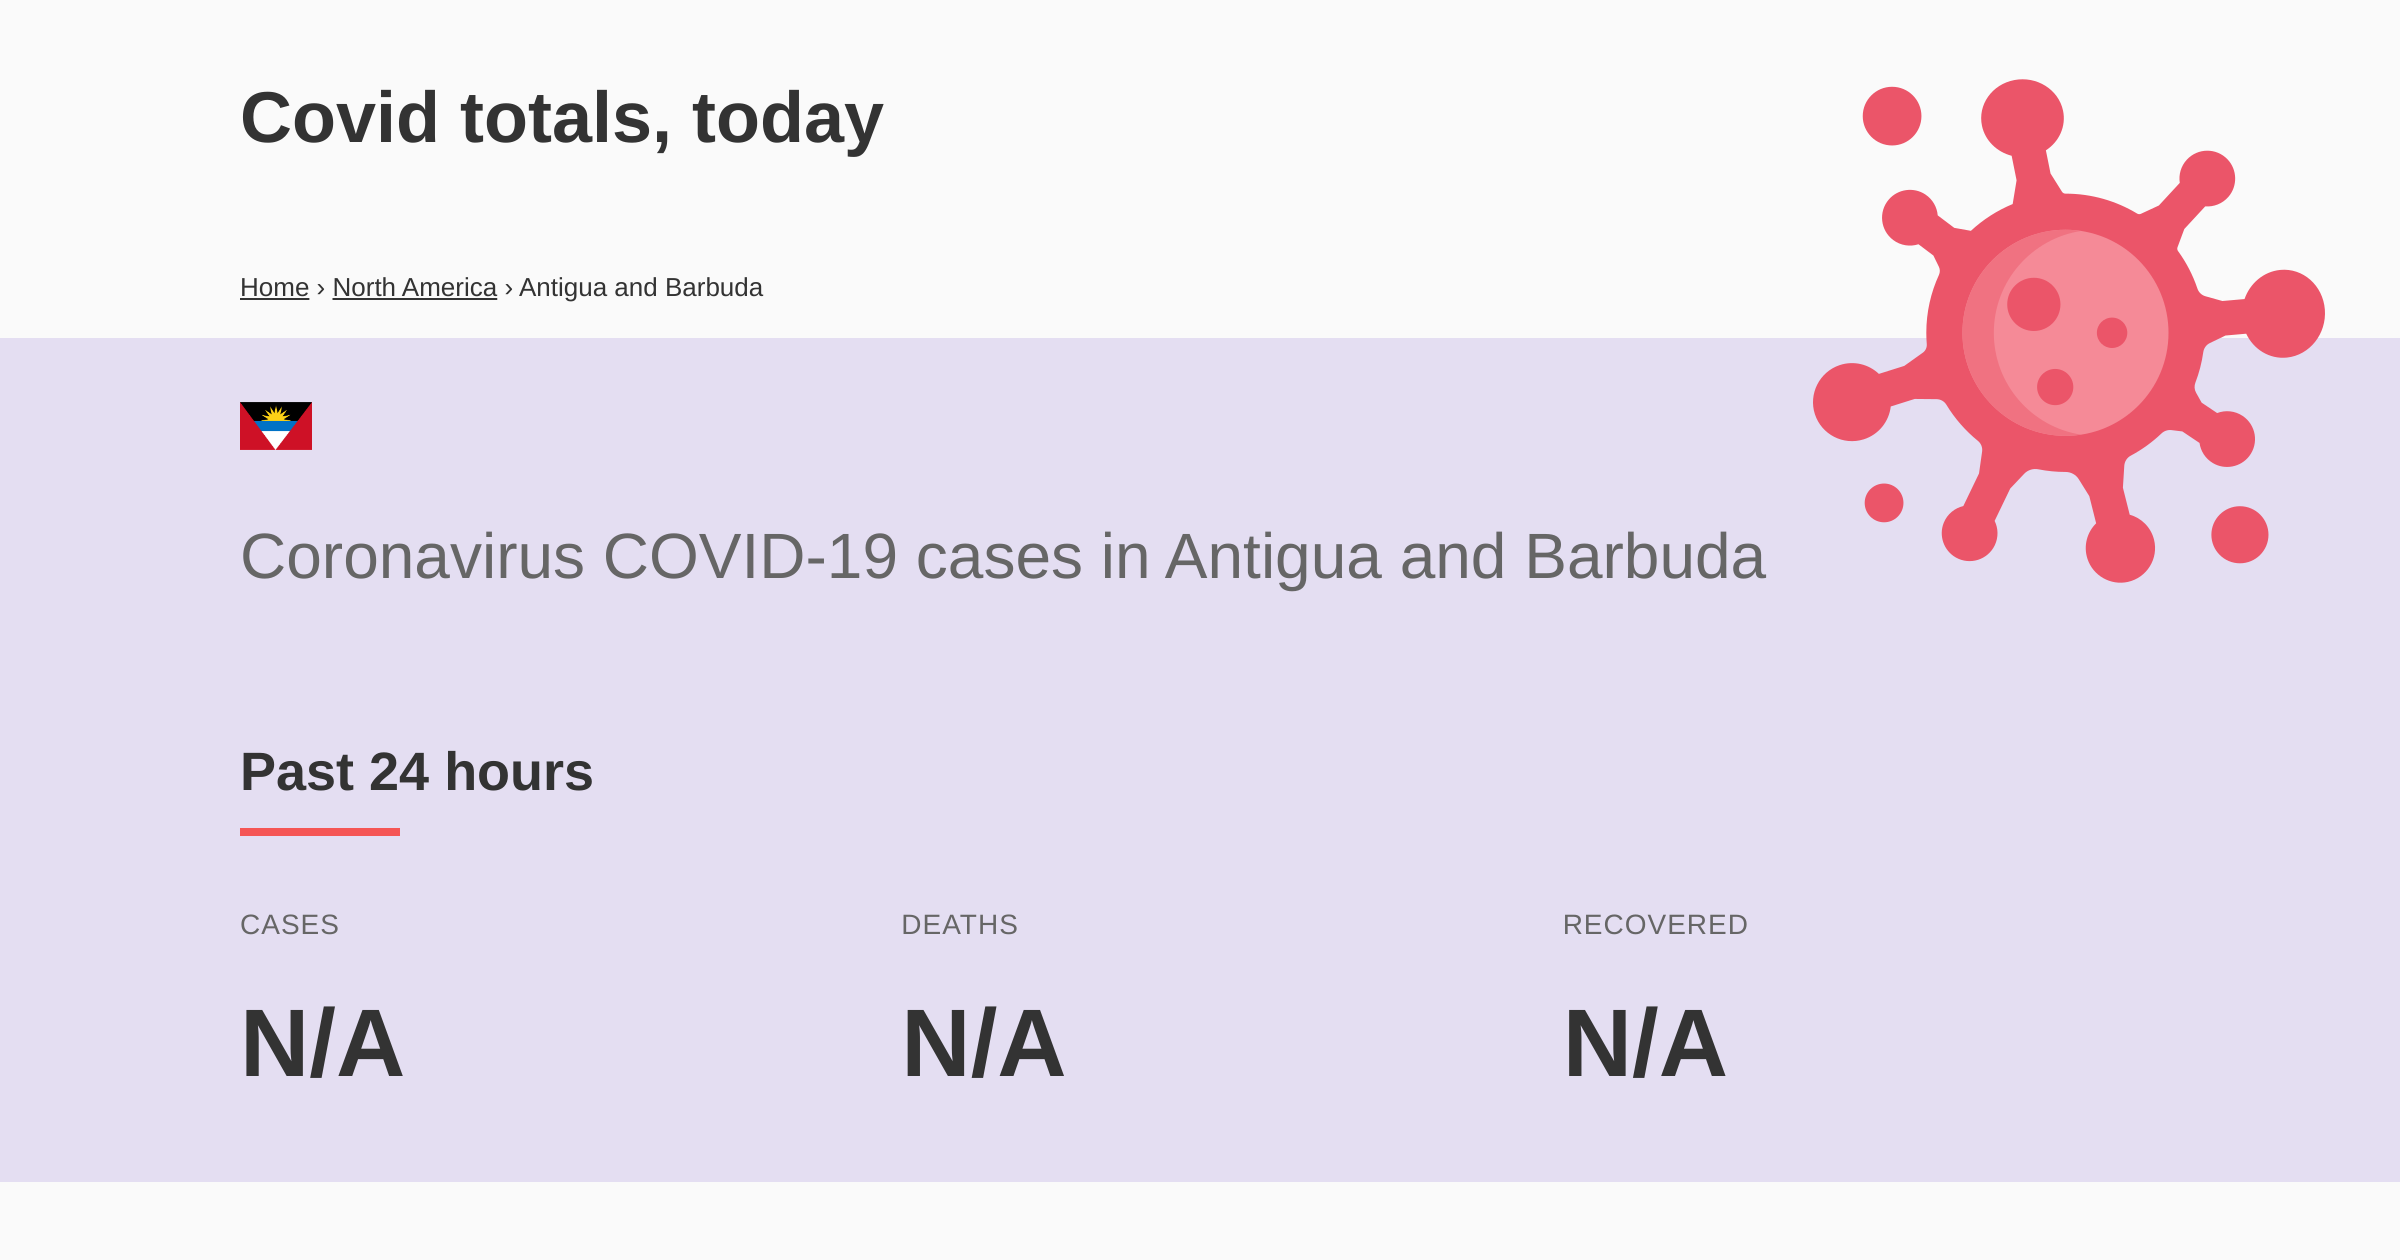 Covid totals, today
Home › North America › Antigua and Barbuda
Coronavirus COVID-19 cases in Antigua and Barbuda
Past 24 hours
CASES DEATHS RECOVERED
N/A N/A N/A